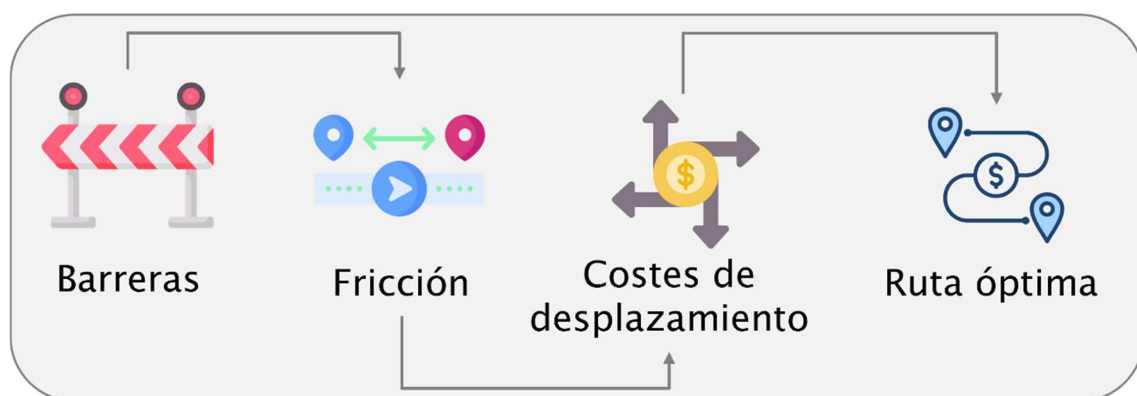 Barreras
Fricción
Costes de
desplazamiento
Ruta óptima
$
$